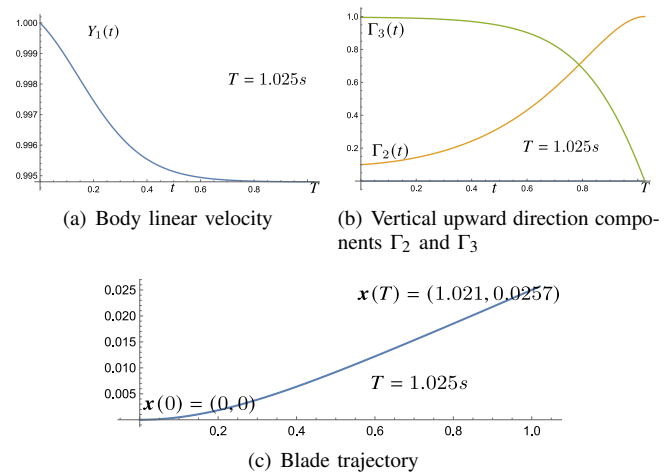 1.000
0.999
0.998
0.997
0.996
0.995
Y₁(t)
T = 1.025s
0.2 0.4 t 0.6 0.8 T
(a) Body linear velocity
1.0
0.8
0.6
0.4
0.2
Γ₃(t)
Γ₂(t)
T = 1.025s
0.2 0.4 t 0.6 0.8 T
(b) Vertical upward direction compo-
nents Γ₂ and Γ₃
0.025
0.020
0.015
0.010
0.005
x(T) = (1.021, 0.0257)
T = 1.025s
x(0) = (0, 0)
0.2 0.4 0.6 0.8 1.0
(c) Blade trajectory